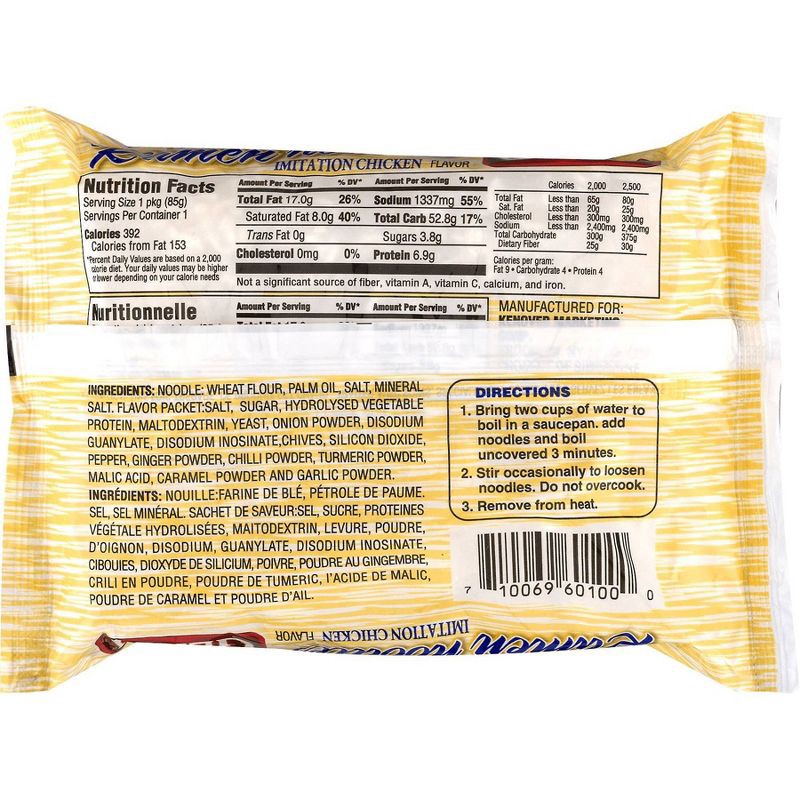 IMITATION CHICKEN FLAVOR
Nutrition Facts
Serving Size 1 pkg (85g)
Servings Per Container 1
Calories 392
Calories from Fat 153
*Percent Daily Values are based on a 2,000
calorie diet. Your daily values may be higher
or lower depending on your calorie needs
Amount Per Serving % DV*
Total Fat 17.0g 26%
Saturated Fat 8.0g 40%
Trans Fat 0g
Cholesterol 0mg 0%
Amount Per Serving % DV*
Sodium 1337mg 55%
Total Carb 52.8g 17%
Sugars 3.8g
Protein 6.9g
Not a significant source of fiber, vitamin A, vitamin C, calcium, and iron.
Calories 2,000 2,500
Total Fat Less than 65g 80g
Sat. Fat Less than 20g 25g
Cholesterol Less than 300mg 300mg
Sodium Less than 2,400mg 2,400mg
Total Carbohydrate 300g 375g
Dietary Fiber 25g 30g
Calories per gram:
Fat 9 • Carbohydrate 4 • Protein 4
Nuritionnelle
Amount Per Serving % DV*
Amount Per Serving % DV*
MANUFACTURED FOR:
KENOVER MARKETING
INGREDIENTS: NOODLE: WHEAT FLOUR, PALM OIL, SALT, MINERAL
SALT. FLAVOR PACKET:SALT, SUGAR, HYDROLYSED VEGETABLE
PROTEIN, MALTODEXTRIN, YEAST, ONION POWDER, DISODIUM
GUANYLATE, DISODIUM INOSINATE,CHIVES, SILICON DIOXIDE,
PEPPER, GINGER POWDER, CHILLI POWDER, TURMERIC POWDER,
MALIC ACID, CARAMEL POWDER AND GARLIC POWDER.
INGRÉDIENTS: NOUILLE:FARINE DE BLÉ, PÉTROLE DE PAUME.
SEL, SEL MINÉRAL. SACHET DE SAVEUR:SEL, SUCRE, PROTEINES
VÉGÉTALE HYDROLISÉES, MAITODEXTRIN, LEVURE, POUDRE,
D'OIGNON, DISODIUM, GUANYLATE, DISODIUM INOSINATE,
CIBOUIES, DIOXYDE DE SILICIUM, POIVRE, POUDRE AU GINGEMBRE,
CRILI EN POUDRE, POUDRE DE TUMERIC, l'ACIDE DE MALIC,
POUDRE DE CARAMEL ET POUDRE D'AIL.
DIRECTIONS
1. Bring two cups of water to
boil in a saucepan. add
noodles and boil
uncovered 3 minutes.
2. Stir occasionally to loosen
noodles. Do not overcook.
3. Remove from heat.
7 10069 60100 0
IMITATION CHICKEN FLAVOR
Ramen noodles